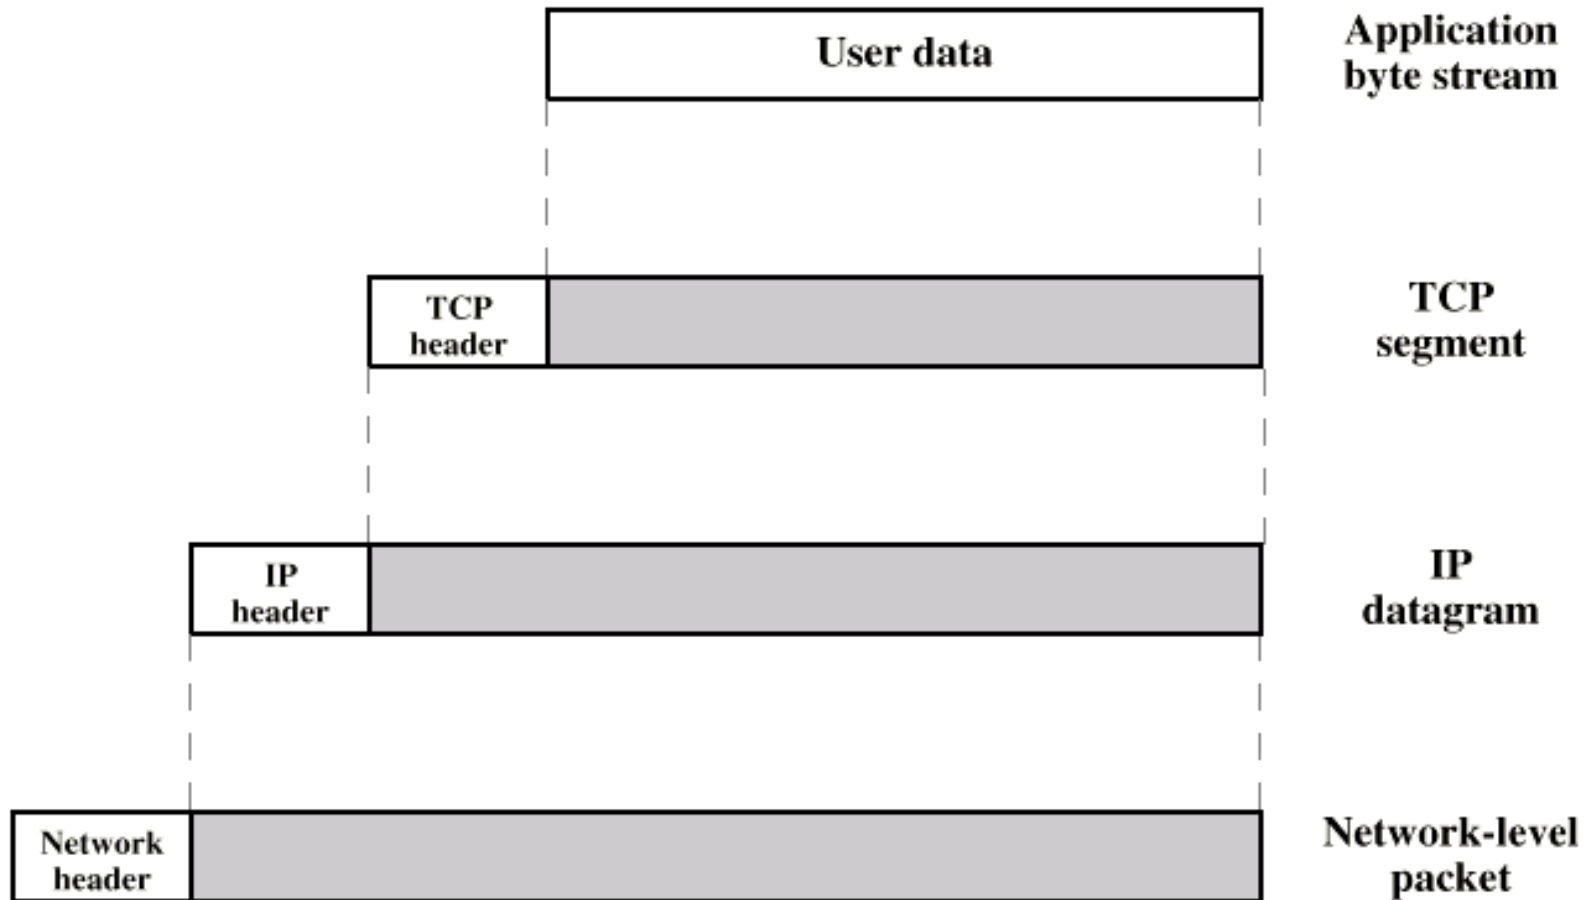 User data
Application
byte stream
TCP
header
TCP
segment
IP
header
IP
datagram
Network
header
Network-level
packet